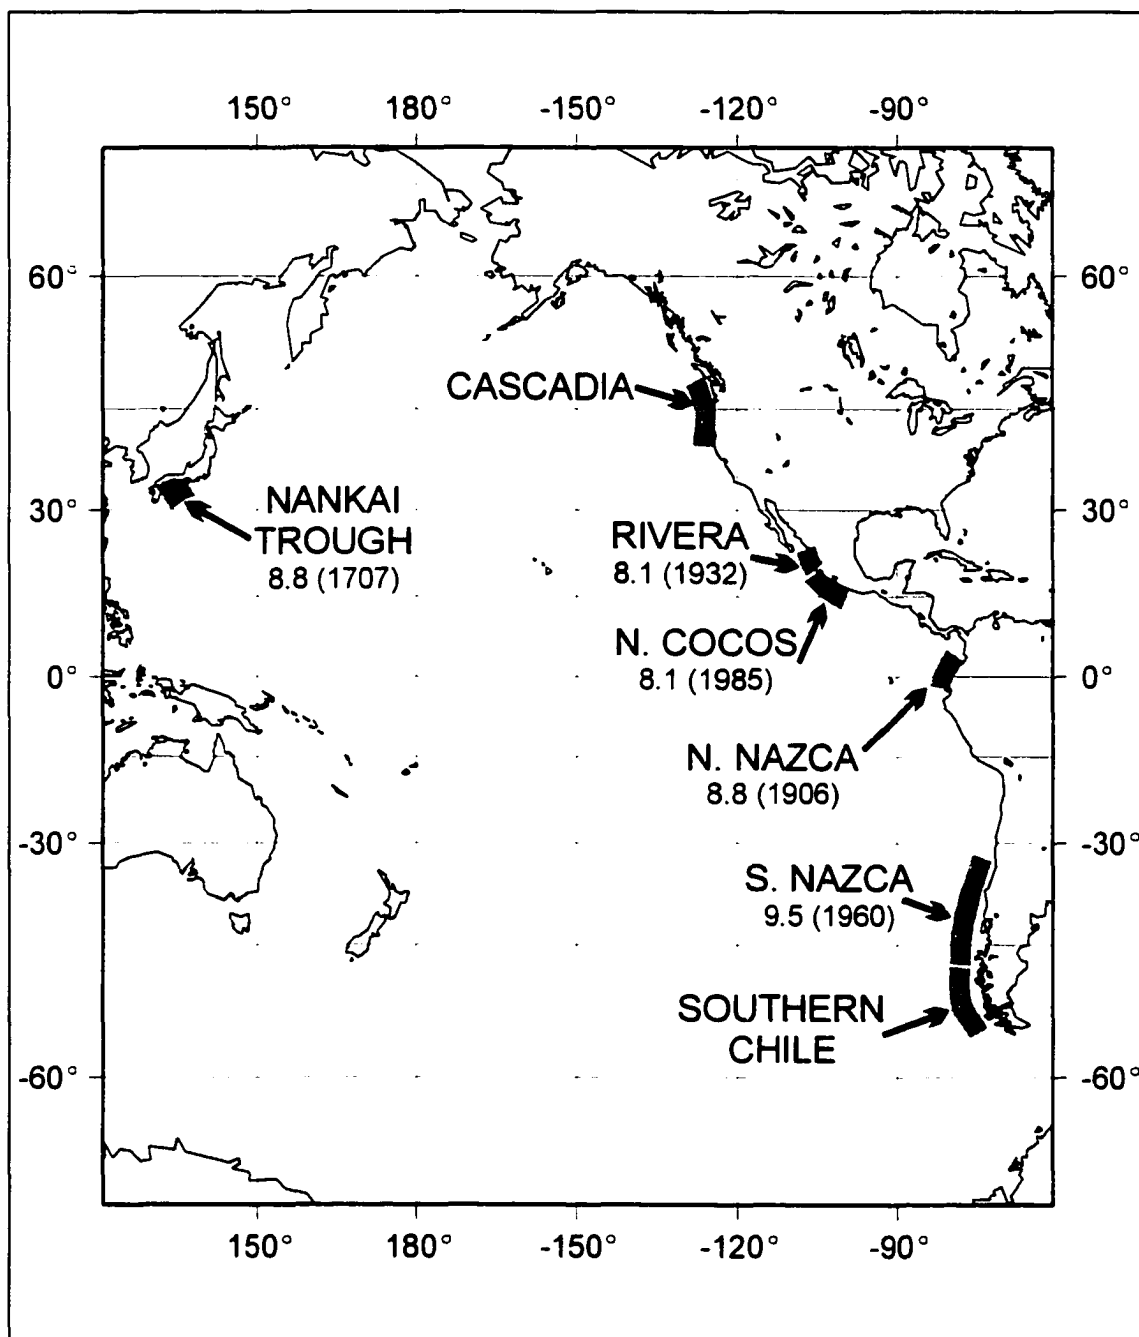 150° 180° -150° -120° -90°
60° 60°
CASCADIA
NANKAI
TROUGH
8.8 (1707)
30° 30°
RIVERA
8.1 (1932)
N. COCOS
8.1 (1985)
0° 0°
N. NAZCA
8.8 (1906)
-30° -30°
S. NAZCA
9.5 (1960)
SOUTHERN
CHILE
-60° -60°
150° 180° -150° -120° -90°